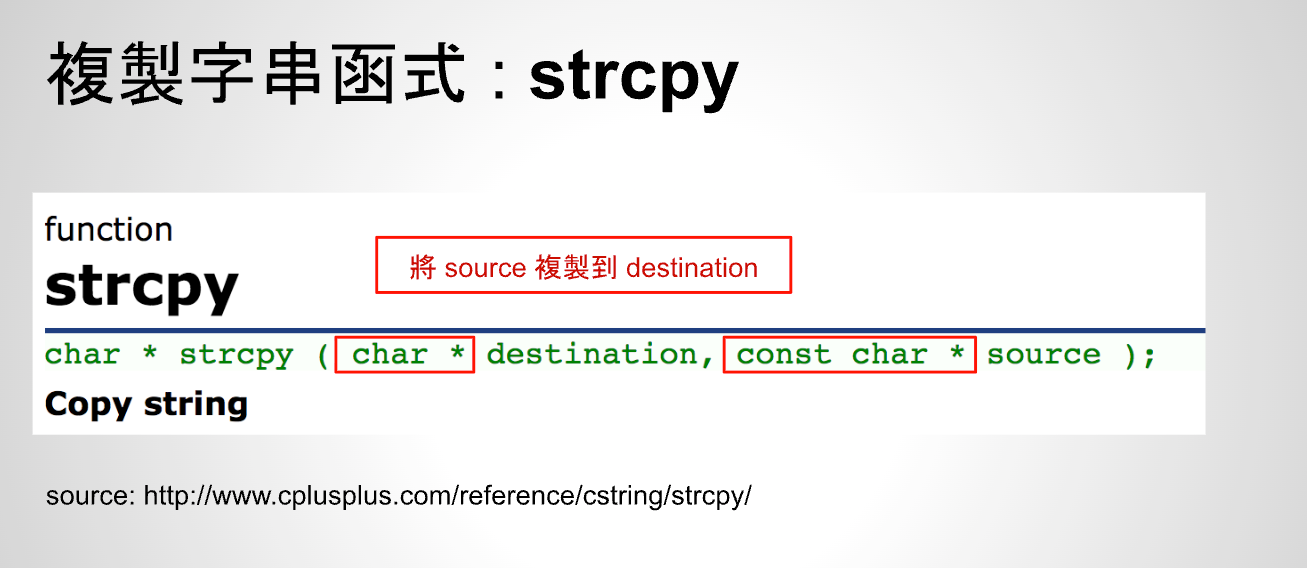 複製字串函式：strcpy
function
將 source 複製到 destination
strcpy
char * strcpy ( char * destination, const char * source );
Copy string
source: http://www.cplusplus.com/reference/cstring/strcpy/